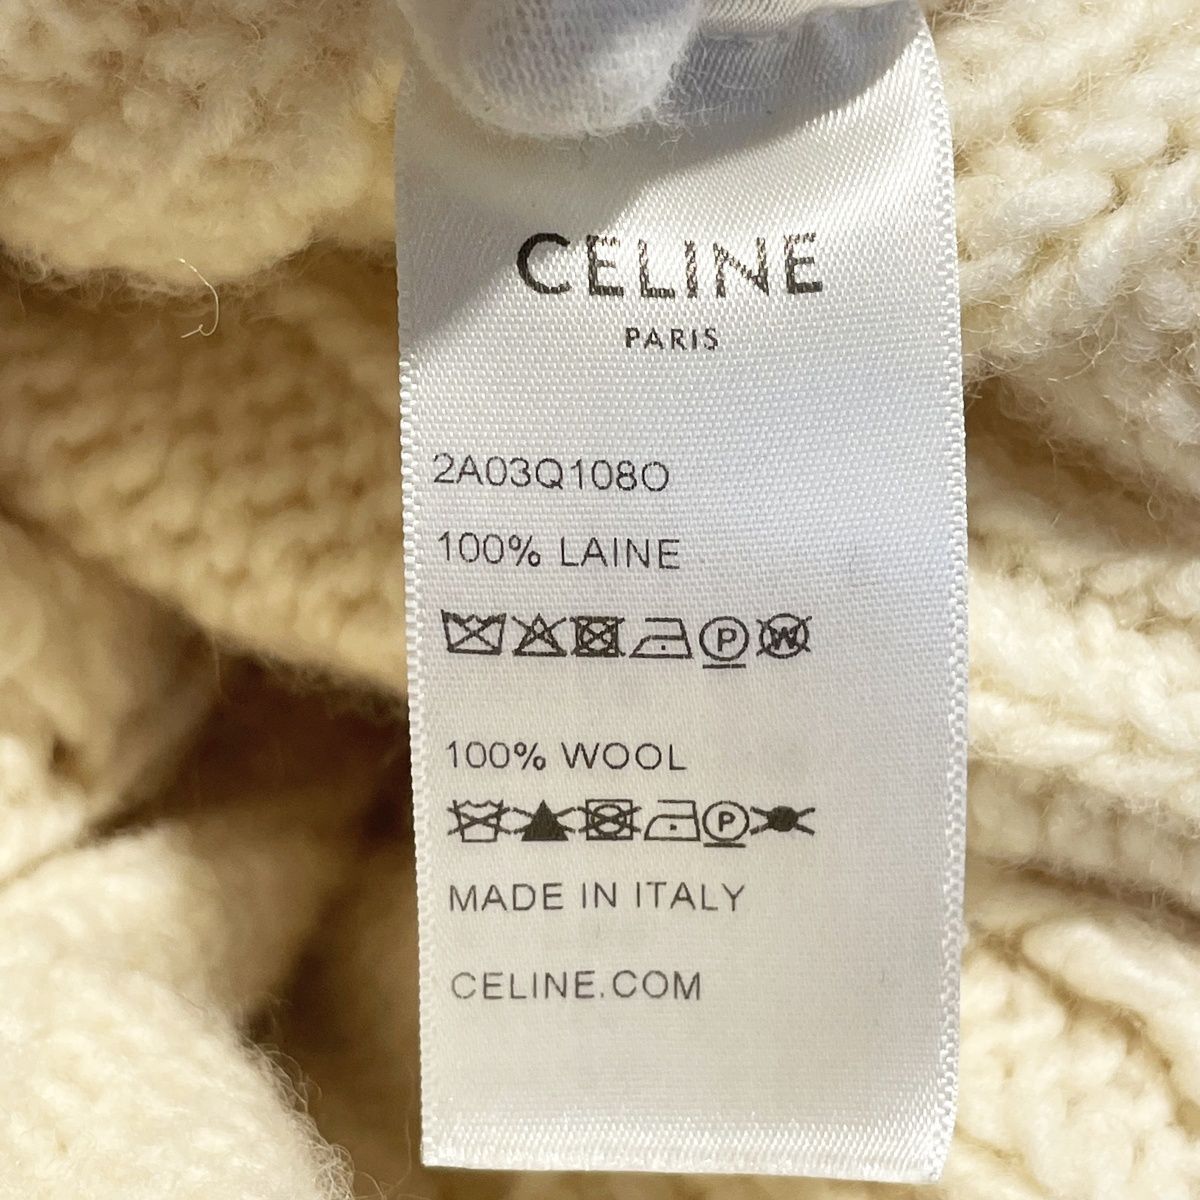 CELINE
PARIS
2A03Q108O
100% LAINE
P W
100% WOOL
P
MADE IN ITALY
CELINE.COM